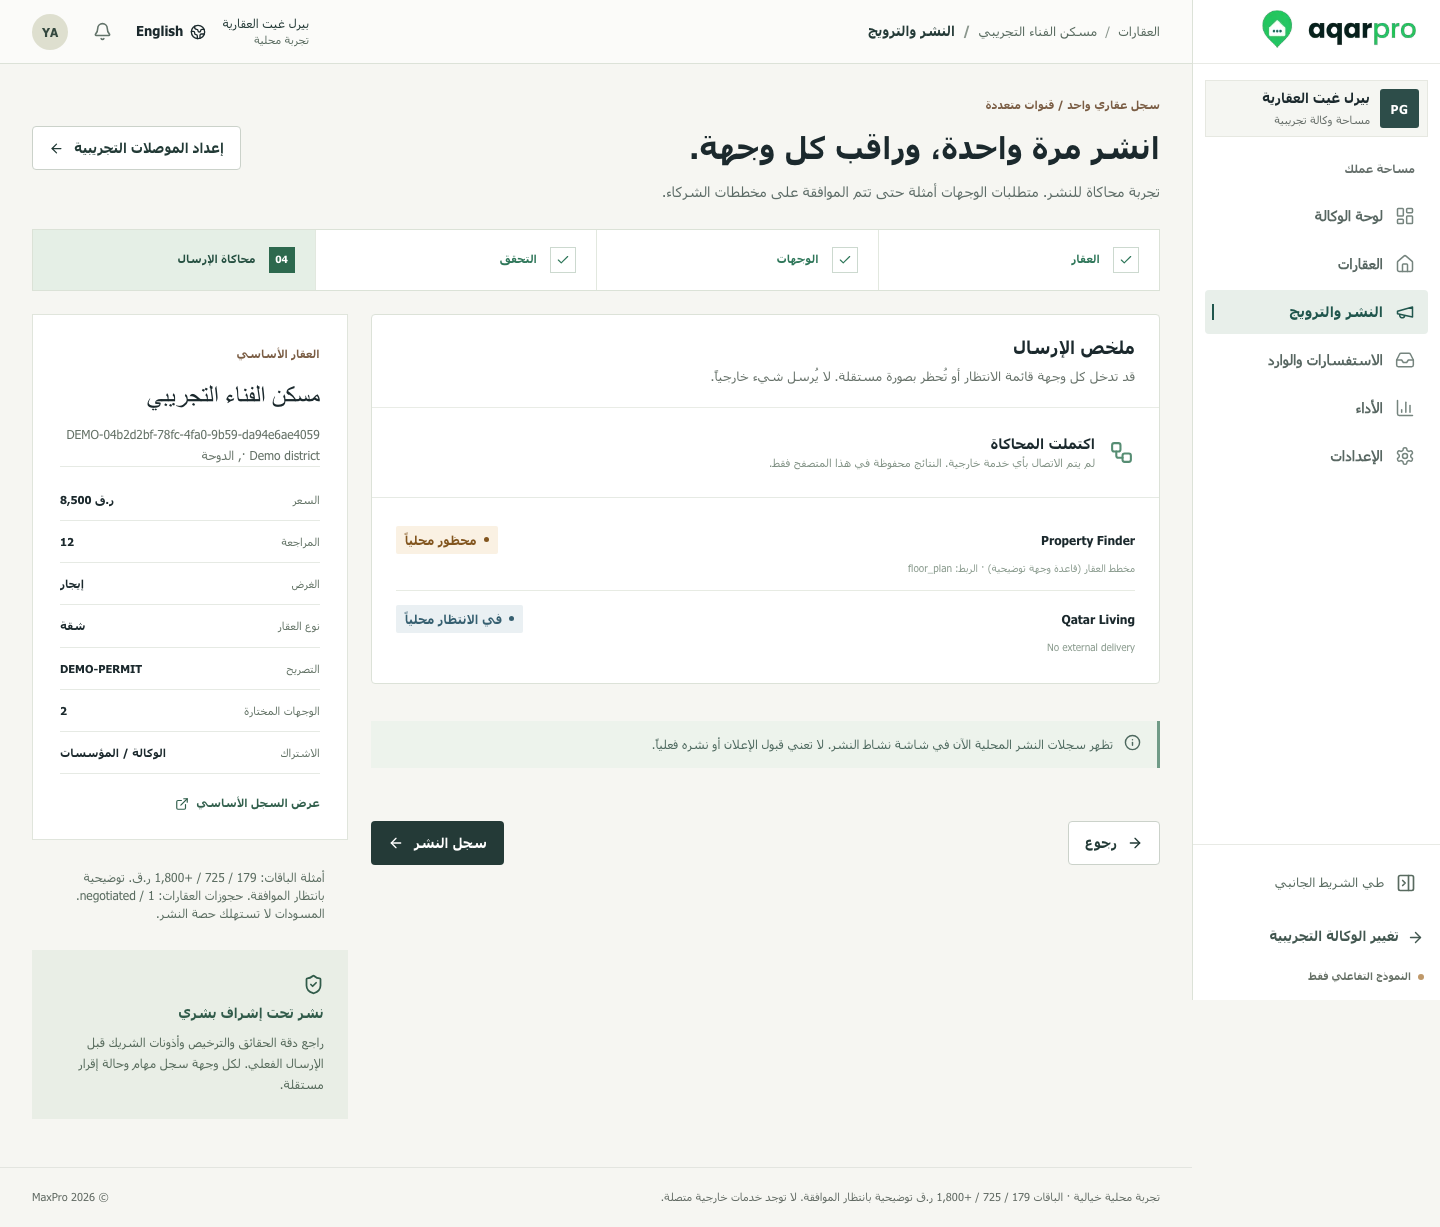 aqarpro
PG
بيرل غيت العقارية
مساحة وكالة تجريبية
مساحة عملك
لوحة الوكالة
العقارات
النشر والترويج
الاستفسارات والوارد
الأداء
الإعدادات
طي الشريط الجانبي
تغيير الوكالة التجريبية
النموذج التفاعلي فقط
العقارات / مسكن الفناء التجريبي / النشر والترويج
بيرل غيت العقارية
تجربة محلية
English
YA
سجل عقاري واحد / قنوات متعددة
انشر مرة واحدة، وراقب كل وجهة.
تجربة محاكاة للنشر. متطلبات الوجهات أمثلة حتى تتم الموافقة على مخططات الشركاء.
إعداد الموصلات التجريبية
العقار
الوجهات
التحقق
04 محاكاة الإرسال
ملخص الإرسال
قد تدخل كل وجهة قائمة الانتظار أو تُحظر بصورة مستقلة. لا يُرسل شيء خارجياً.
اكتملت المحاكاة
لم يتم الاتصال بأي خدمة خارجية. النتائج محفوظة في هذا المتصفح فقط.
Property Finder
محظور محلياً
مخطط العقار (قاعدة وجهة توضيحية) · الربط: floor_plan
Qatar Living
في الانتظار محلياً
No external delivery
تظهر سجلات النشر المحلية الآن في شاشة نشاط النشر. لا تعني قبول الإعلان أو نشره فعلياً.
رجوع
سجل النشر
العقار الأساسي
مسكن الفناء التجريبي
DEMO-04b2d2bf-78fc-4fa0-9b59-da94e6ae4059
Demo district ·, الدوحة
السعر 8,500 ر.ق
المراجعة 12
الغرض إيجار
نوع العقار شقة
التصريح DEMO-PERMIT
الوجهات المختارة 2
الاشتراك الوكالة / المؤسسات
عرض السجل الأساسي
أمثلة الباقات: 179 / 725 / +1,800 ر.ق. توضيحية
بانتظار الموافقة. حجوزات العقارات: 1 / negotiated.
المسودات لا تستهلك حصة النشر.
نشر تحت إشراف بشري
راجع دقة الحقائق والترخيص وأذونات الشريك قبل
الإرسال الفعلي. لكل وجهة سجل مهام وحالة إقرار
مستقلة.
تجربة محلية خيالية · الباقات 179 / 725 / +1,800 ر.ق توضيحية بانتظار الموافقة. لا توجد خدمات خارجية متصلة.
© 2026 MaxPro